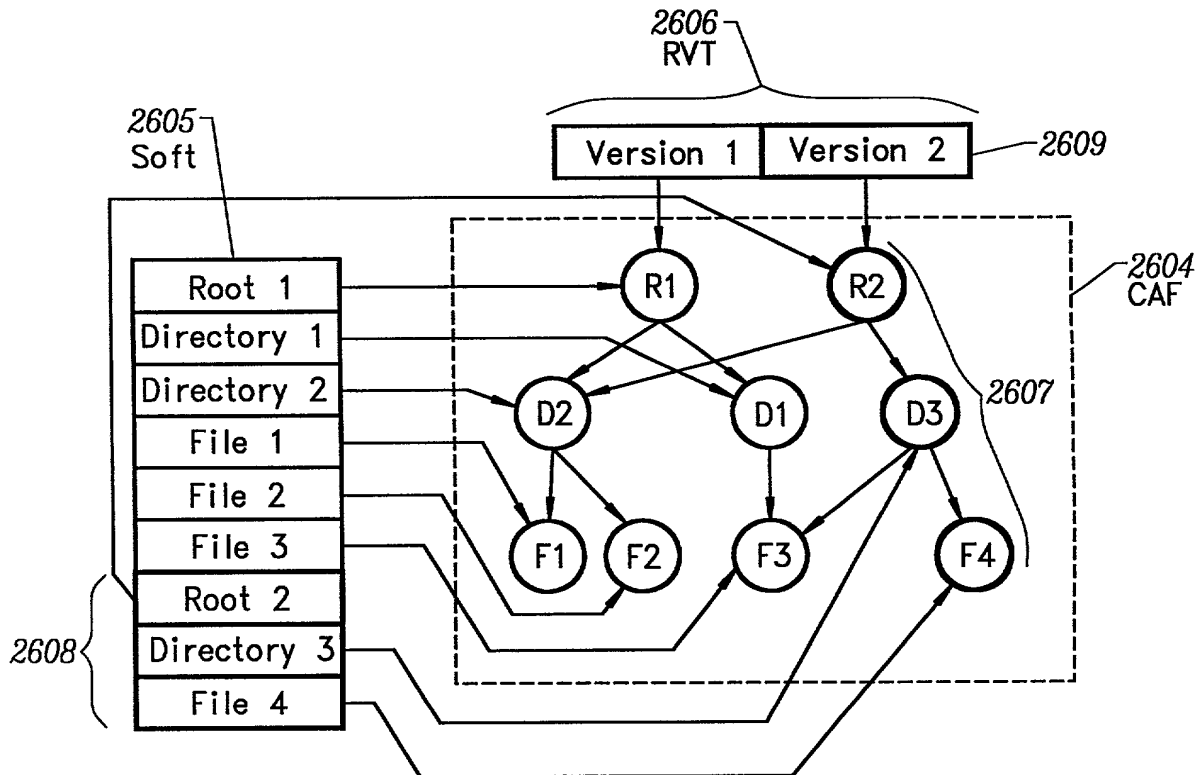 2606
RVT
2605
Soft
Version 1
Version 2
2609
2604
CAF
Root 1
Directory 1
Directory 2
File 1
File 2
File 3
Root 2
Directory 3
File 4
2608
R1
R2
2607
D2
D1
D3
F1
F2
F3
F4